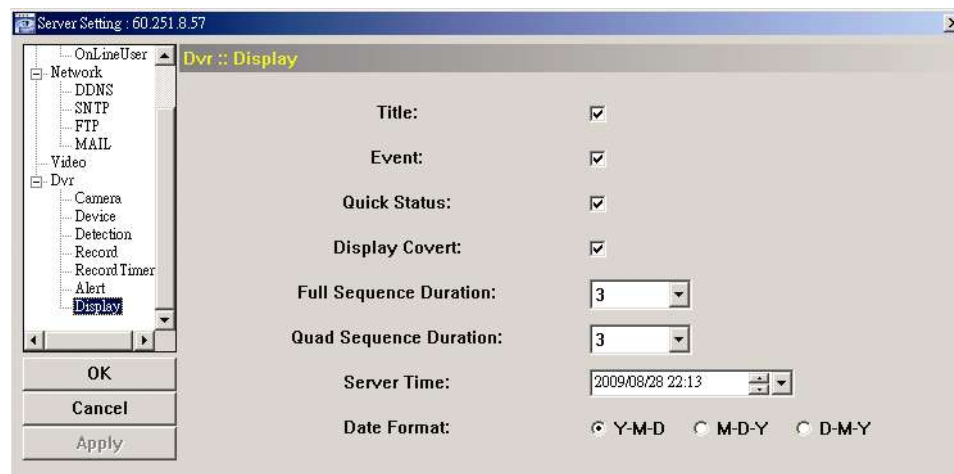 Server Setting : 60.251.8.57
OnLineUser
Network
DDNS
SNTP
FTP
MAIL
Video
Dvr
Camera
Device
Detection
Record
Record Timer
Alert
Display
OK
Cancel
Apply
Dvr :: Display
Title:
Event:
Quick Status:
Display Covert:
Full Sequence Duration: 3
Quad Sequence Duration: 3
Server Time: 2009/08/28 22:13
Date Format: Y-M-D M-D-Y D-M-Y